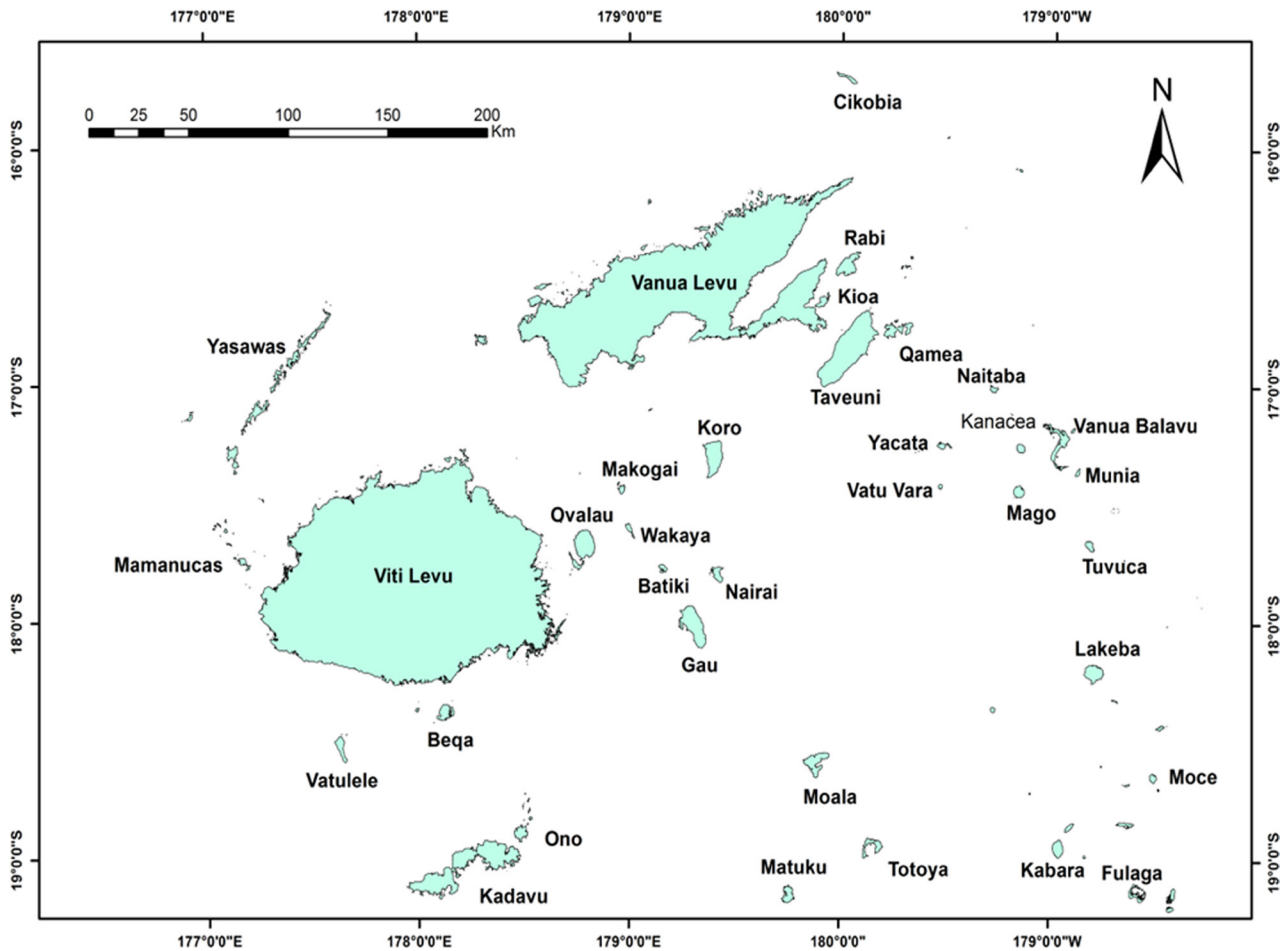 177°0'0"E 178°0'0"E 179°0'0"E 180°0'0" 179°0'0"W
0 25 50 100 150 200
Km
N
Cikobia
16°0'0"S 16°0'0"S
Rabi
Vanua Levu
Kioa
Yasawas
Qamea
Naitaba
17°0'0"S 17°0'0"S
Taveuni
Kanacea
Vanua Balavu
Koro
Yacata
Makogai
Munia
Vatu Vara
Mago
Ovalau
Wakaya
Mamanucas
Tuvuca
Viti Levu
Batiki
Nairai
18°0'0"S 18°0'0"S
Lakeba
Gau
Beqa
Vatulele
Moce
Moala
Ono
19°0'0"S 19°0'0"S
Matuku
Totoya
Kabara
Fulaga
Kadavu
177°0'0"E 178°0'0"E 179°0'0"E 180°0'0" 179°0'0"W